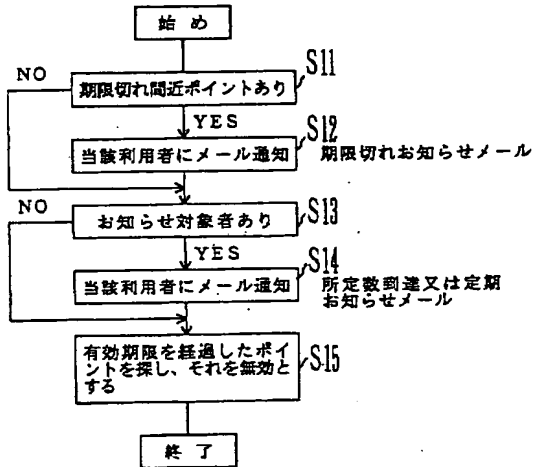 始め
NO
期限切れ間近ポイントあり
S11
YES
S12
当該利用者にメール通知
期限切れお知らせメール
NO
お知らせ対象者あり
S13
YES
S14
当該利用者にメール通知
所定数到達又は定期
お知らせメール
有効期限を経過したポ
イントを探し、それを無効と
する
S15
終了